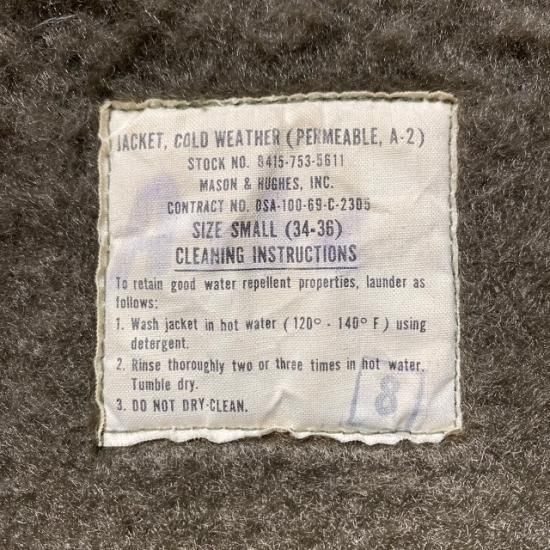 JACKET, COLD WEATHER (PERMEABLE, A-2)
STOCK NO. 8415-753-5611
MASON & HUGHES, INC.
CONTRACT NO. DSA-100-69-C-2305
SIZE SMALL (34-36)
CLEANING INSTRUCTIONS
To retain good water repellent properties, launder as
follows:
1. Wash jacket in hot water (120° - 140° F) using
detergent.
2. Rinse thoroughly two or three times in hot water.
Tumble dry.
3. DO NOT DRY-CLEAN.
8